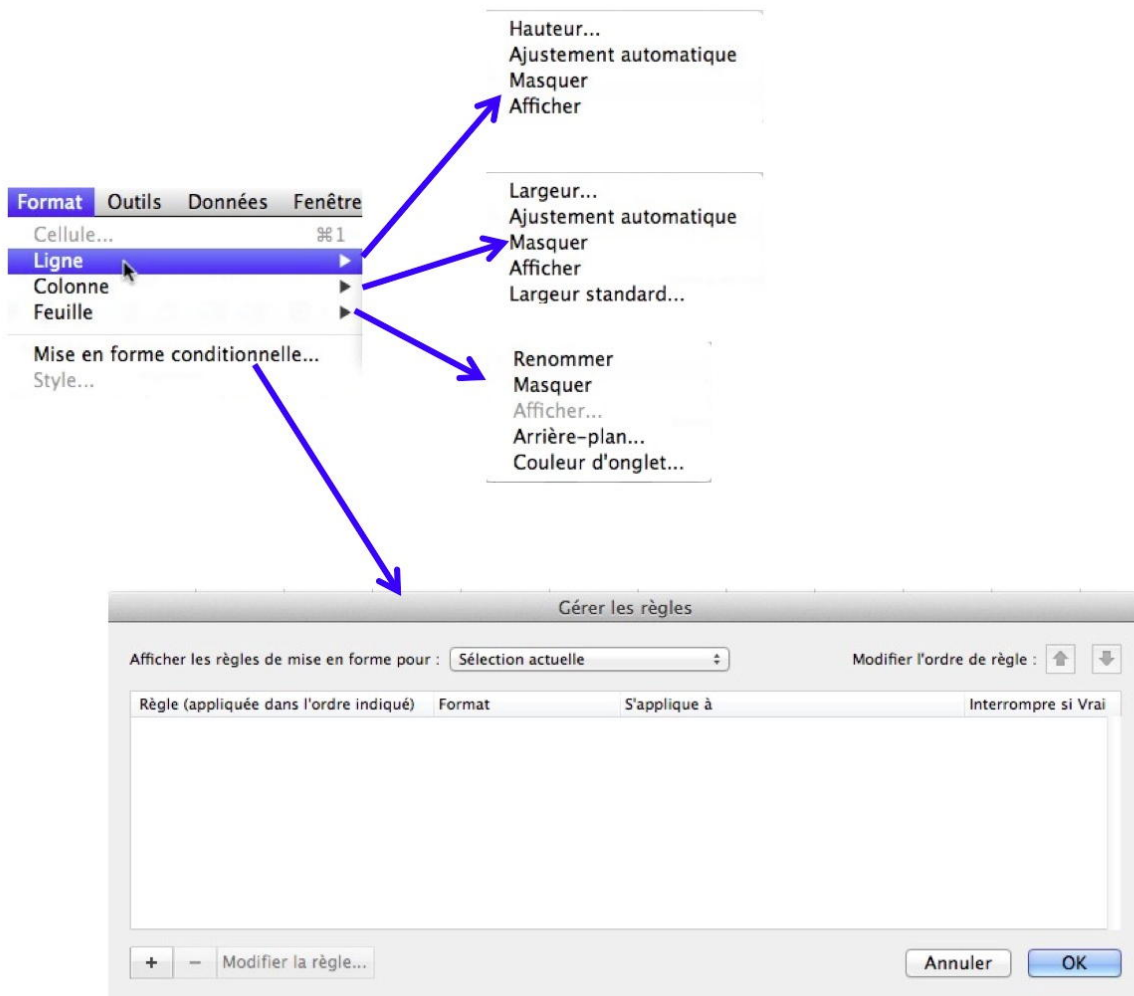 Hauteur...
Ajustement automatique
Masquer
Afficher
Format Outils Données Fenêtre
Cellule... ⌘1
Ligne
Colonne
Feuille
Mise en forme conditionnelle...
Style...
Largeur...
Ajustement automatique
Masquer
Afficher
Largeur standard...
Renommer
Masquer
Afficher...
Arrière-plan...
Couleur d'onglet...
Gérer les règles
Afficher les règles de mise en forme pour : Sélection actuelle Modifier l'ordre de règle :
Règle (appliquée dans l'ordre indiqué) Format S'applique à Interrompre si Vrai
+ - Modifier la règle... Annuler OK